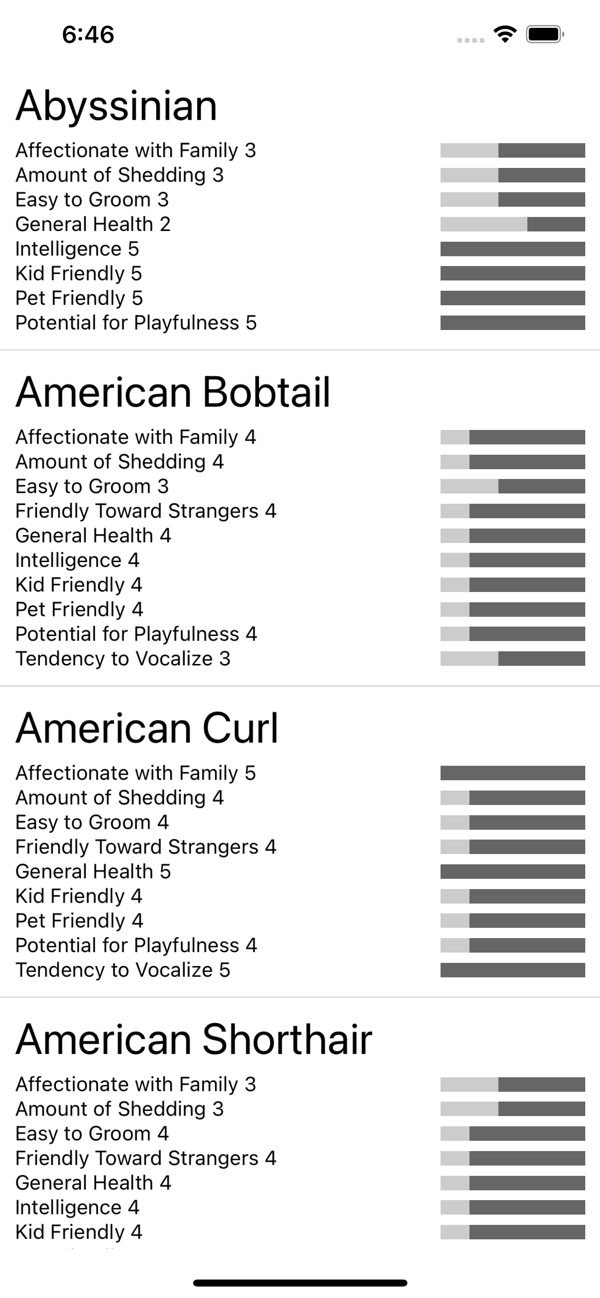 6:46
Abyssinian
Affectionate with Family 3
Amount of Shedding 3
Easy to Groom 3
General Health 2
Intelligence 5
Kid Friendly 5
Pet Friendly 5
Potential for Playfulness 5
American Bobtail
Affectionate with Family 4
Amount of Shedding 4
Easy to Groom 3
Friendly Toward Strangers 4
General Health 4
Intelligence 4
Kid Friendly 4
Pet Friendly 4
Potential for Playfulness 4
Tendency to Vocalize 3
American Curl
Affectionate with Family 5
Amount of Shedding 4
Easy to Groom 4
Friendly Toward Strangers 4
General Health 5
Kid Friendly 4
Pet Friendly 4
Potential for Playfulness 4
Tendency to Vocalize 5
American Shorthair
Affectionate with Family 3
Amount of Shedding 3
Easy to Groom 4
Friendly Toward Strangers 4
General Health 4
Intelligence 4
Kid Friendly 4